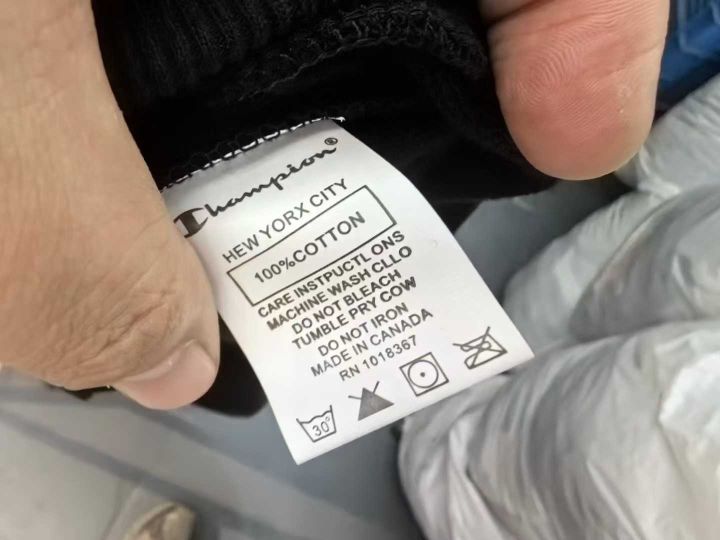 Champion®
HEW YORX CITY
100%COTTON
CARE INSTPUCTL ONS
MACHINE WASH CLLO
DO NOT BLEACH
TUMBLE PRY COW
DO NOT IRON
MADE IN CANADA
RN 1018367
30°